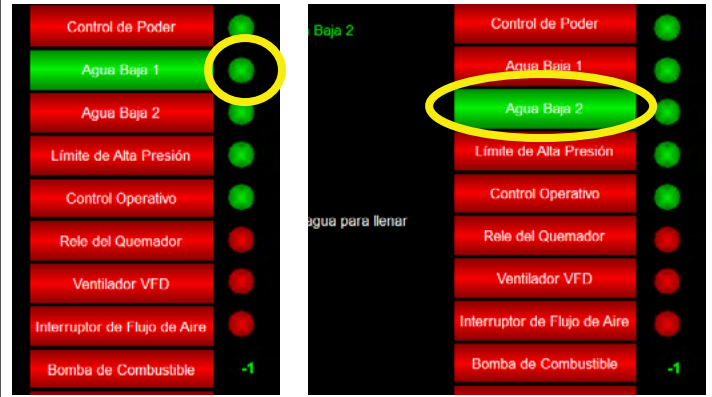 Control de Poder
Agua Baja 1
Agua Baja 2
Límite de Alta Presión
Control Operativo
Rele del Quemador
Ventilador VFD
Interruptor de Flujo de Aire
Bomba de Combustible -1
Baja 2
agua para llenar
Control de Poder
Agua Baja 1
Agua Baja 2
Límite de Alta Presión
Control Operativo
Rele del Quemador
Ventilador VFD
Interruptor de Flujo de Aire
Bomba de Combustible -1